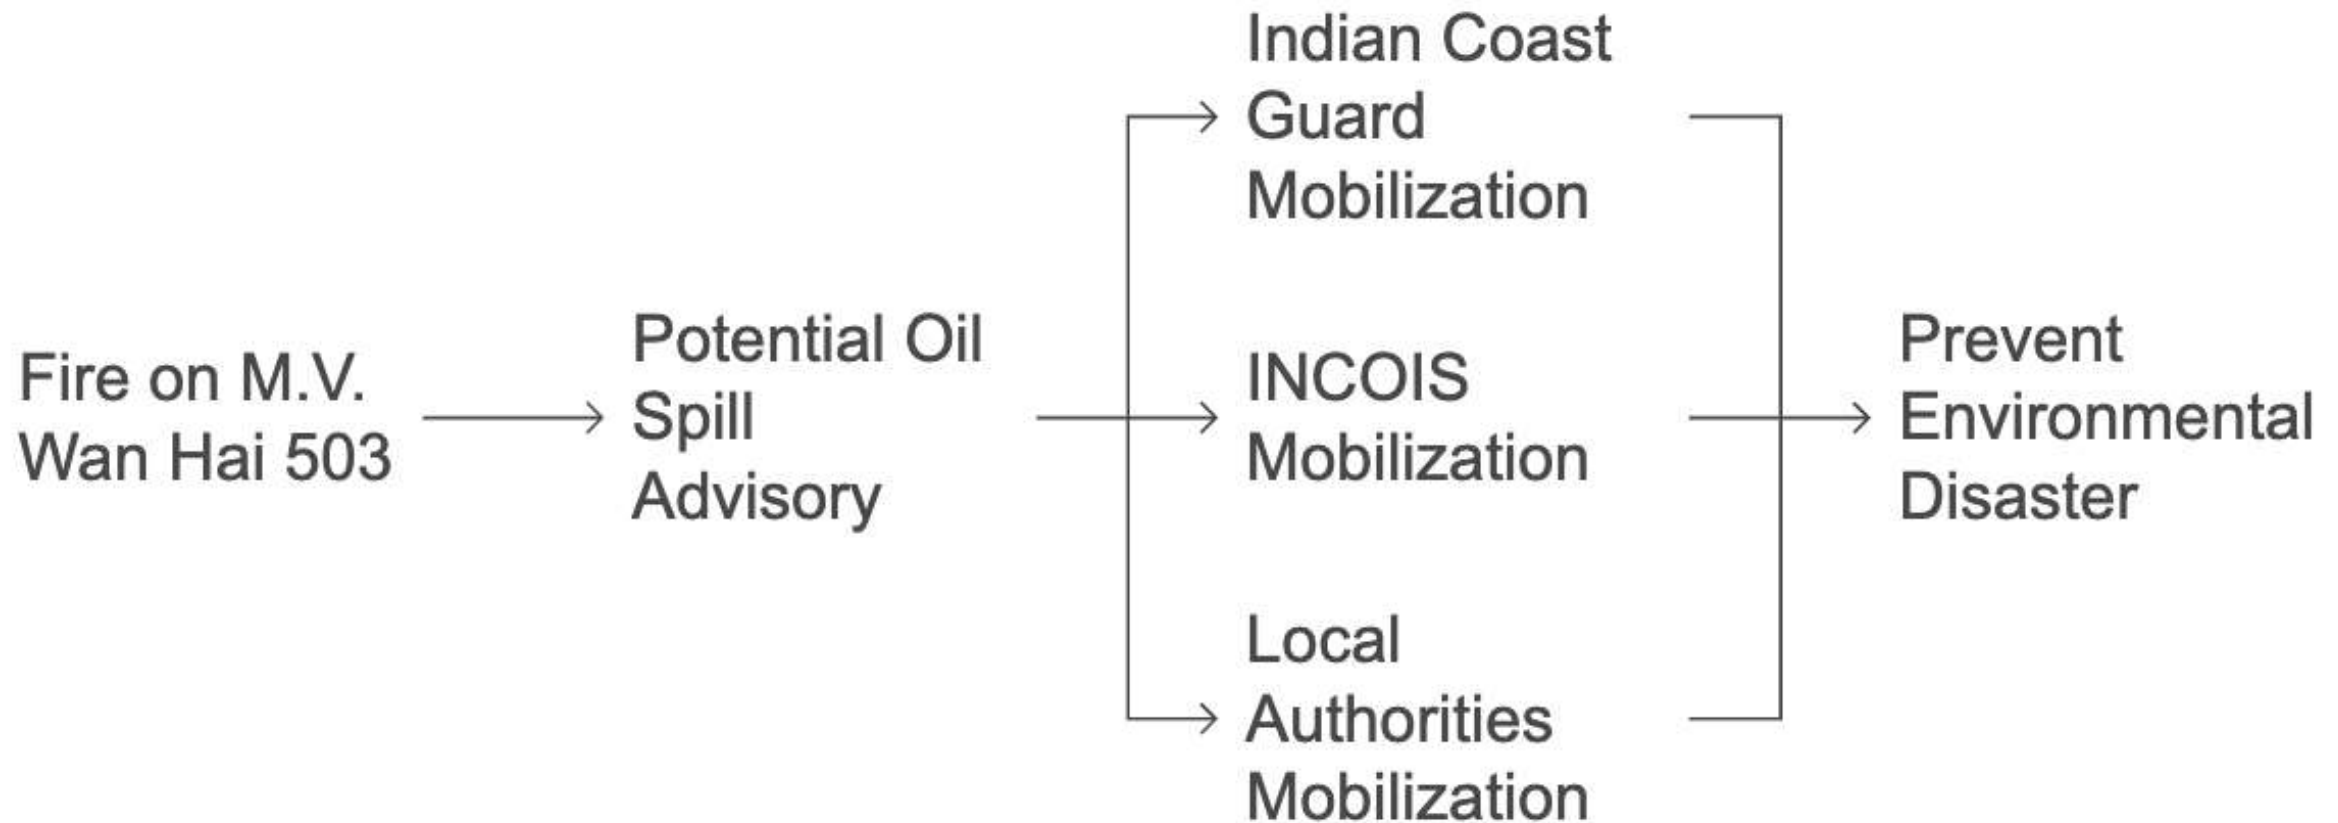 Fire on M.V.
Wan Hai 503
Potential Oil
Spill
Advisory
Indian Coast
Guard
Mobilization
INCOIS
Mobilization
Local
Authorities
Mobilization
Prevent
Environmental
Disaster